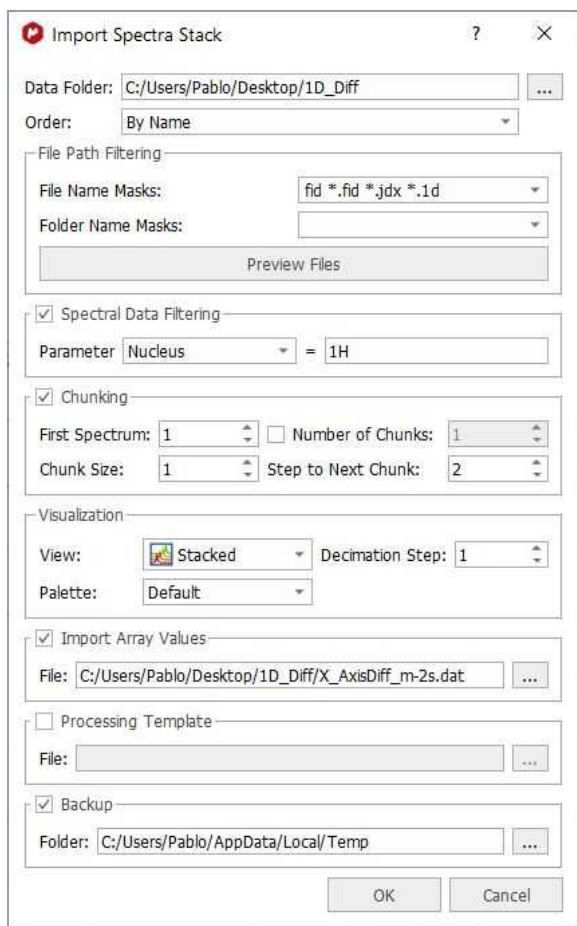 Import Spectra Stack ? ×
Data Folder: C:/Users/Pablo/Desktop/1D_Diff ...
Order: By Name
File Path Filtering
File Name Masks: fid *.fid *.jdx *.1d
Folder Name Masks:
Preview Files
Spectral Data Filtering
Parameter Nucleus = 1H
Chunking
First Spectrum: 1 Number of Chunks: 1
Chunk Size: 1 Step to Next Chunk: 2
Visualization
View: Stacked Decimation Step: 1
Palette: Default
Import Array Values
File: C:/Users/Pablo/Desktop/1D_Diff/X_AxisDiff_m-2s.dat ...
Processing Template
File: ...
Backup
Folder: C:/Users/Pablo/AppData/Local/Temp ...
OK Cancel